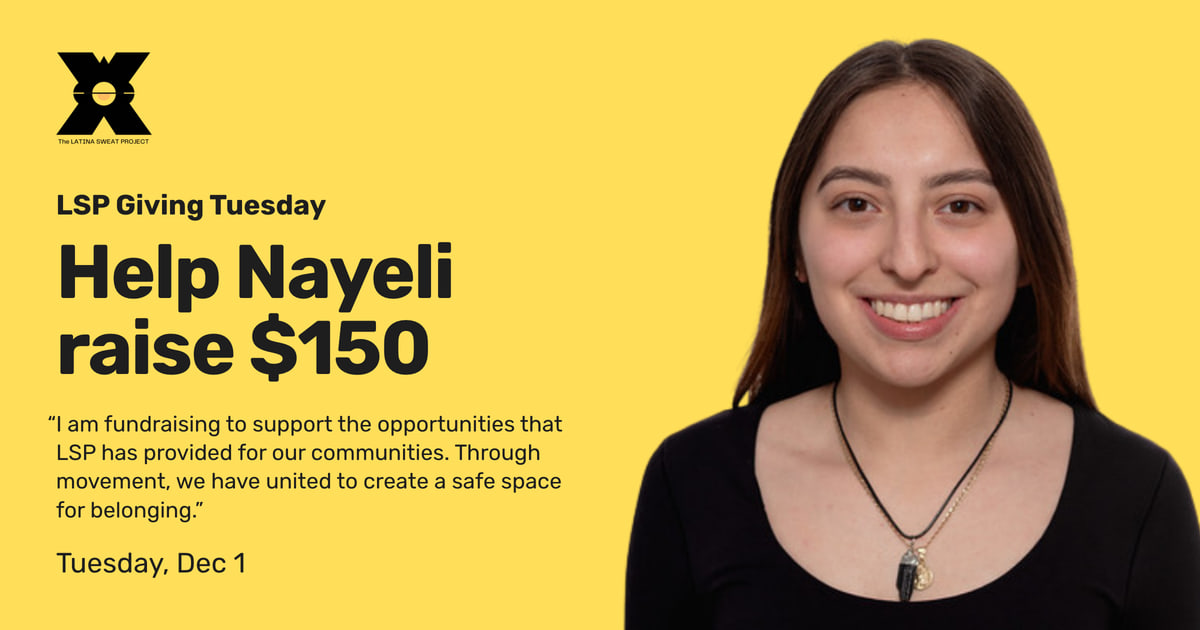 The LATINA SWEAT PROJECT
LSP Giving Tuesday
Help Nayeli
raise $150
“I am fundraising to support the opportunities that
LSP has provided for our communities. Through
movement, we have united to create a safe space
for belonging.”
Tuesday, Dec 1